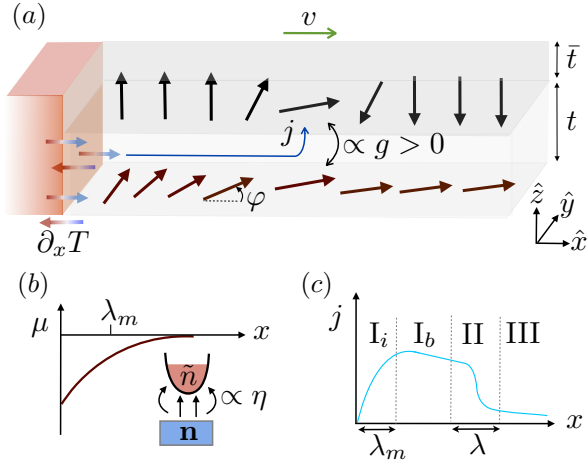 (a)
v
t̄
t
j
∝ g > 0
φ
∂ₓT
ẑ
ŷ
x̂
(b)
μ
λₘ
x
ñ
∝ η
n
(c)
j
Iᵢ
I_b
II
III
x
λₘ
λ